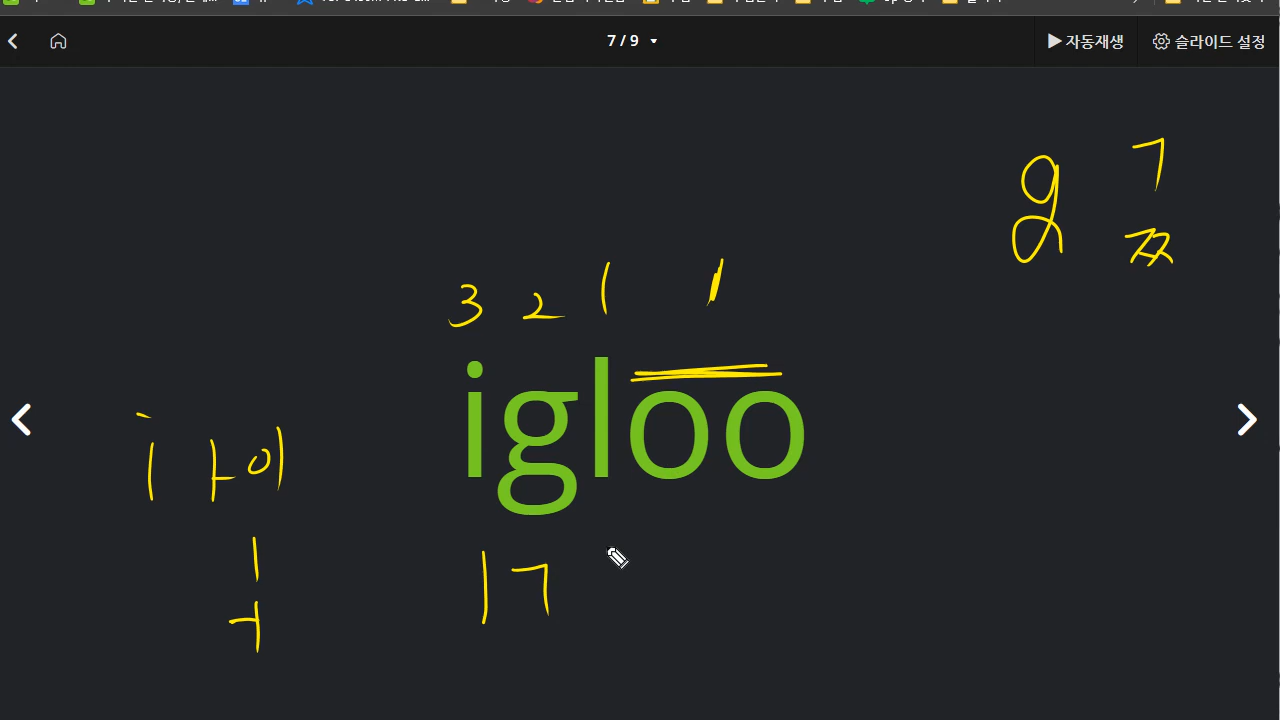 7 / 9
자동재생
슬라이드 설정
g ㄱ
ㅈㅈ
3 2 1 1
igloo
i ㅏ이
ㅣ
ㅓ
ㅣㄱ